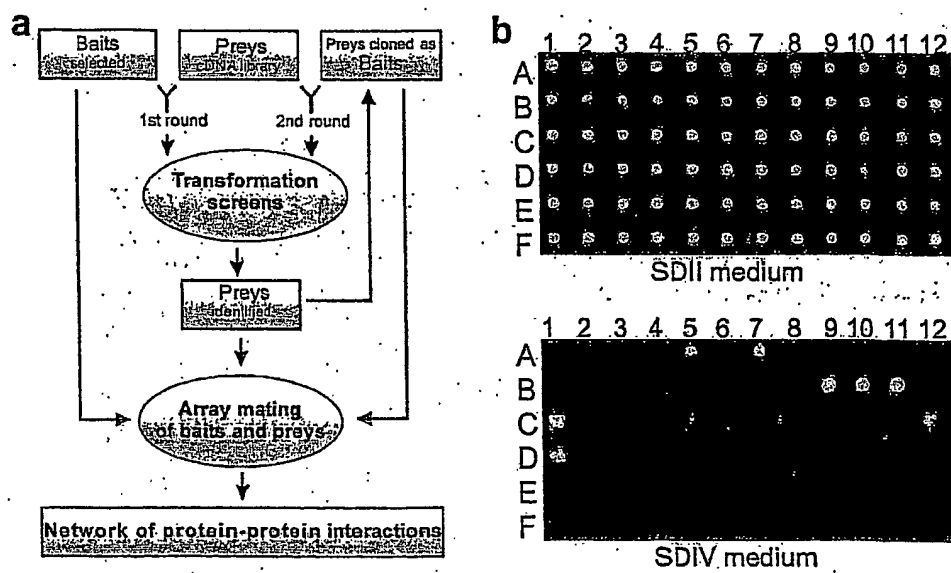 a
Baits
selected
Preys
cDNA library
Preys cloned as
Baits
1st round
2nd round
Transformation
screens
Preys
identified
Array mating
of baits and preys
Network of protein-protein interactions
b
1 2 3 4 5 6 7 8 9 10 11 12
A
B
C
D
E
F
SDII medium
1 2 3 4 5 6 7 8 9 10 11 12
A
B
C
D
E
F
SDIV medium